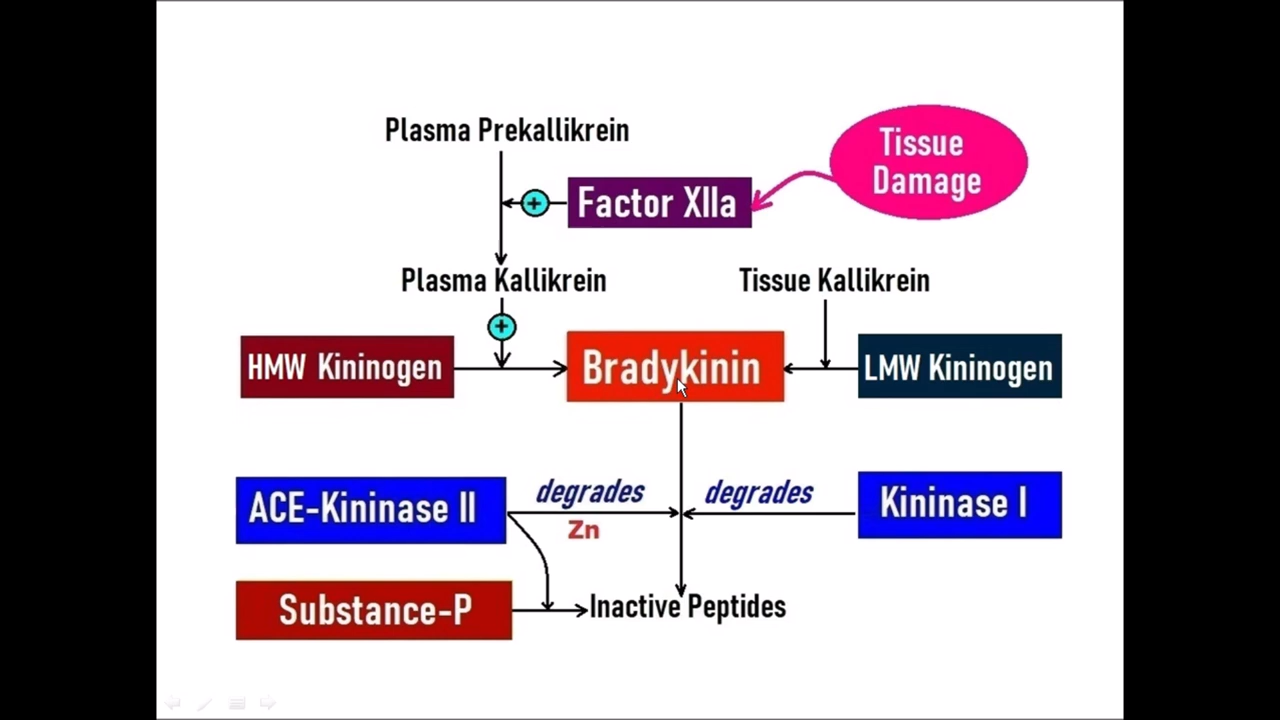 Plasma Prekallikrein
Tissue
Damage
+
Factor XIIa
Plasma Kallikrein
Tissue Kallikrein
+
HMW Kininogen
Bradykinin
LMW Kininogen
ACE-Kininase II
degrades
Zn
degrades
Kininase I
Substance-P
Inactive Peptides